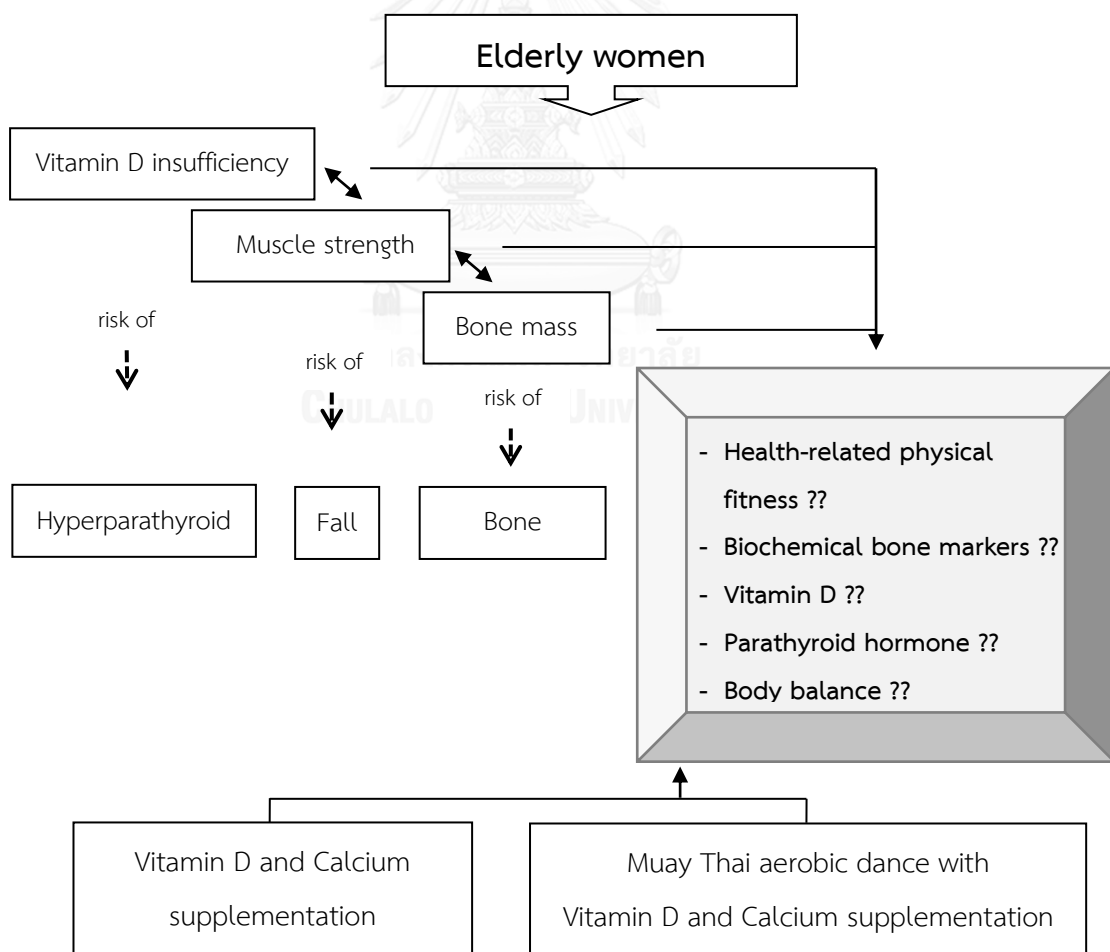 Elderly women
Vitamin D insufficiency
Muscle strength
Bone mass
risk of
risk of
risk of
Hyperparathyroid
Fall
Bone
- Health-related physical
fitness ??
- Biochemical bone markers ??
- Vitamin D ??
- Parathyroid hormone ??
- Body balance ??
Vitamin D and Calcium
supplementation
Muay Thai aerobic dance with
Vitamin D and Calcium supplementation